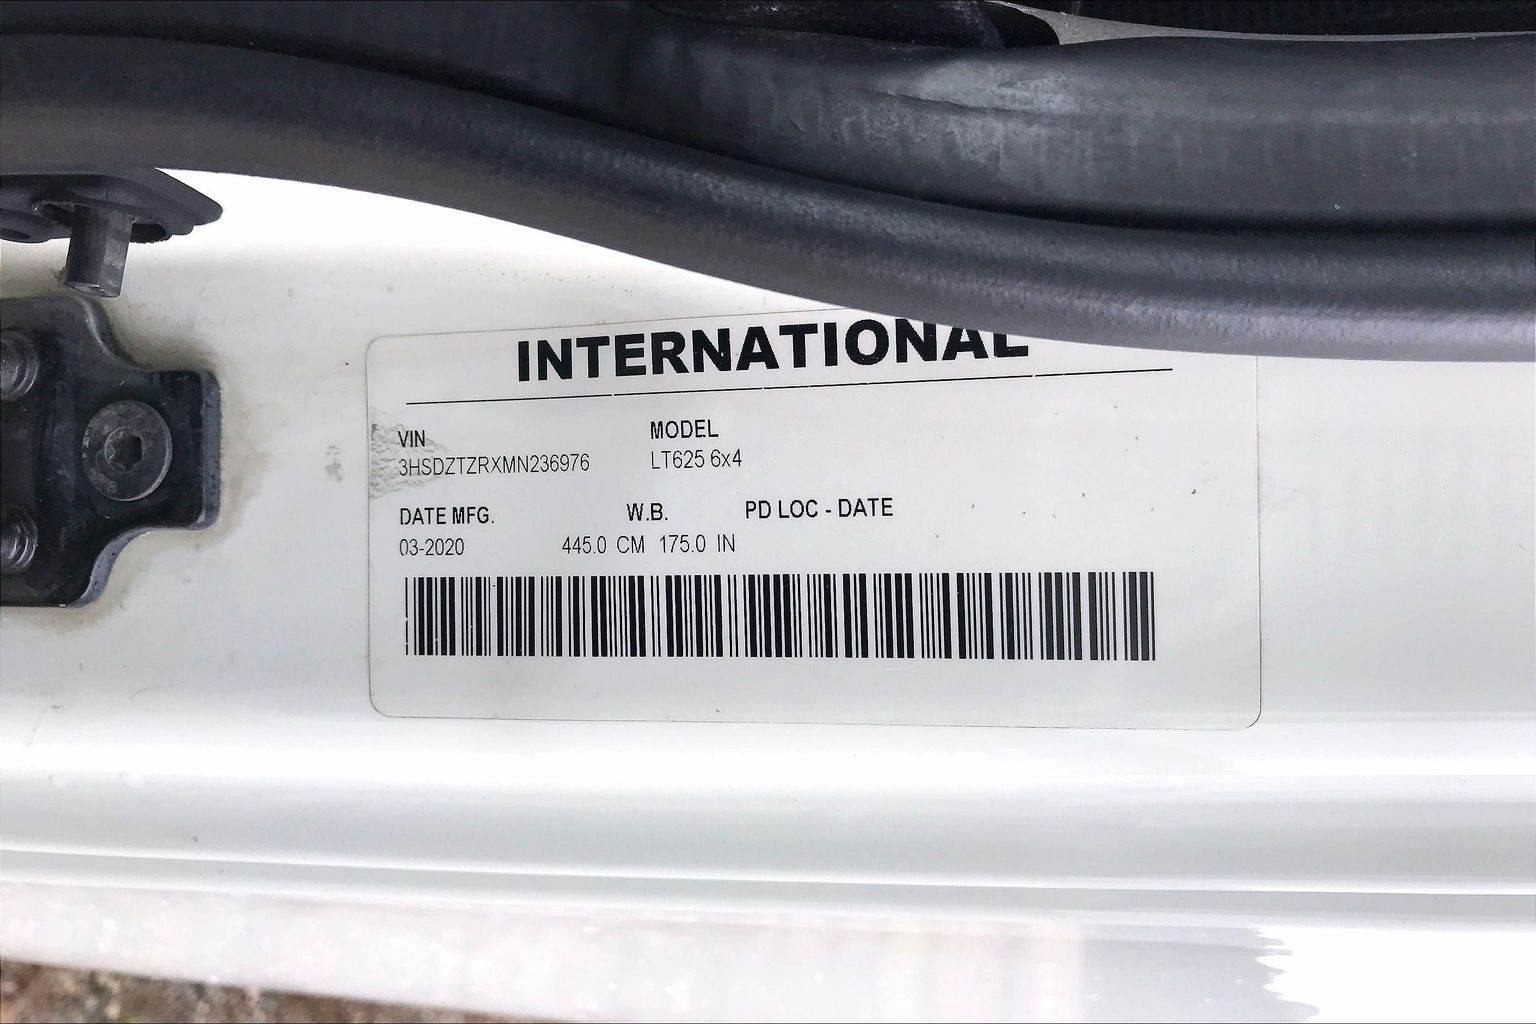 INTERNATIONAL
VIN MODEL
3HSDZTZRXMN236976 LT625 6x4
DATE MFG. W.B. PD LOC - DATE
03-2020 445.0 CM 175.0 IN